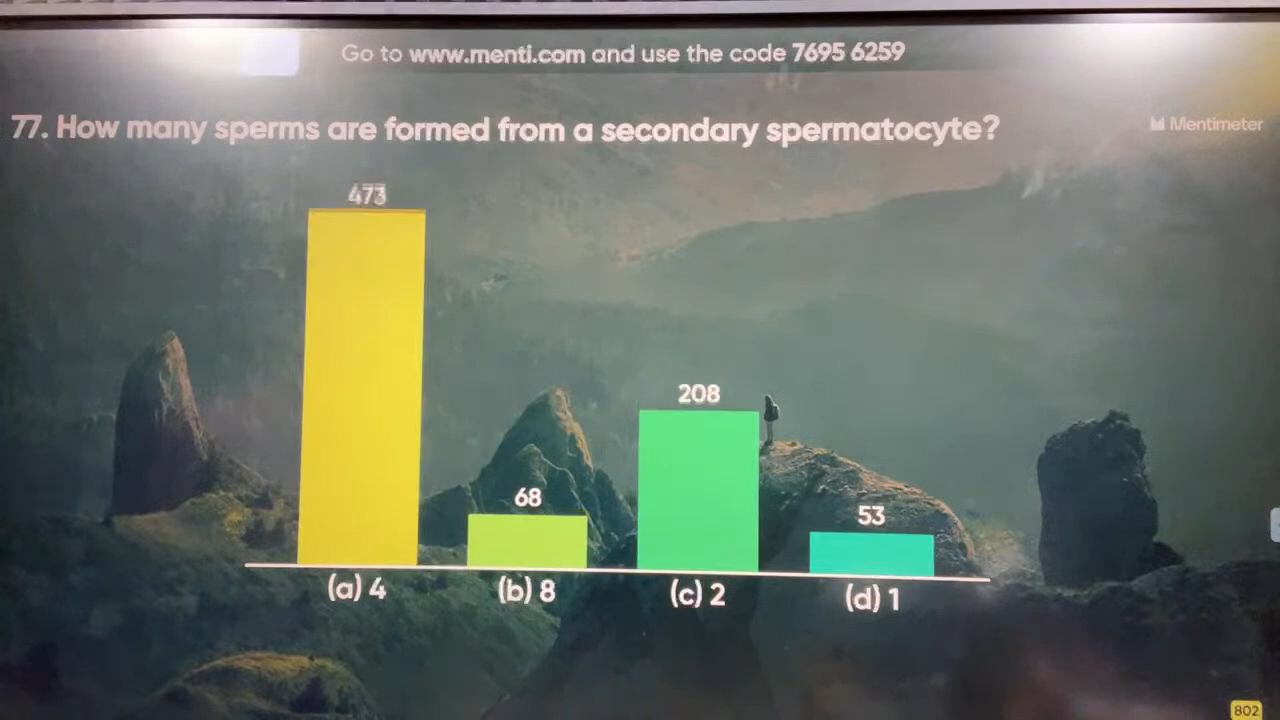 Go to www.menti.com and use the code 7695 6259
77. How many sperms are formed from a secondary spermatocyte?
Mentimeter
473
68
208
53
(a) 4
(b) 8
(c) 2
(d) 1
802